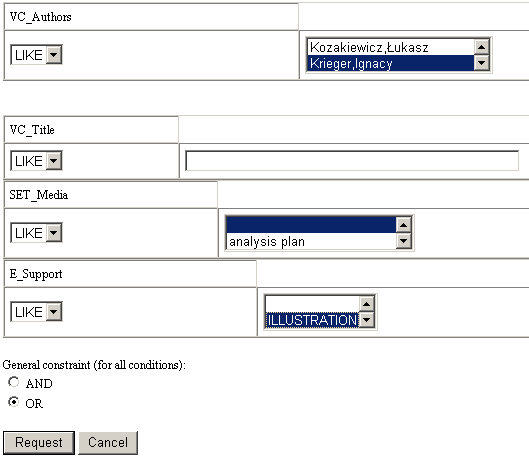 VC_Authors
LIKE
Kozakiewicz,Łukasz
Krieger,Ignacy
VC_Title
LIKE
SET_Media
LIKE
analysis plan
E_Support
LIKE
ILLUSTRATION
General constraint (for all conditions):
AND
OR
Request Cancel